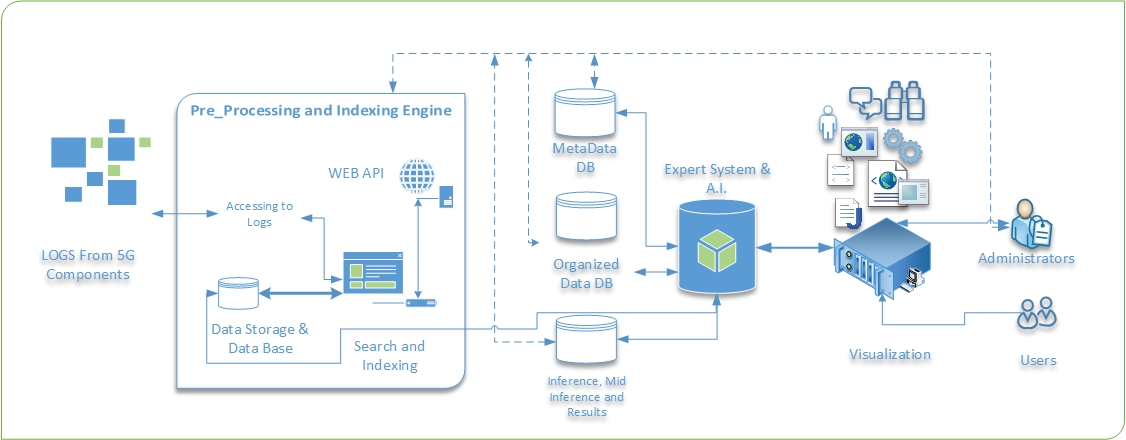 Pre_Processing and Indexing Engine
WEB API
Accessing to
Logs
LOGS From 5G
Components
Data Storage &
Data Base
Search and
Indexing
MetaData
DB
Organized
Data DB
Inference, Mid
Inference and
Results
Expert System &
A.I.
Visualization
Administrators
Users